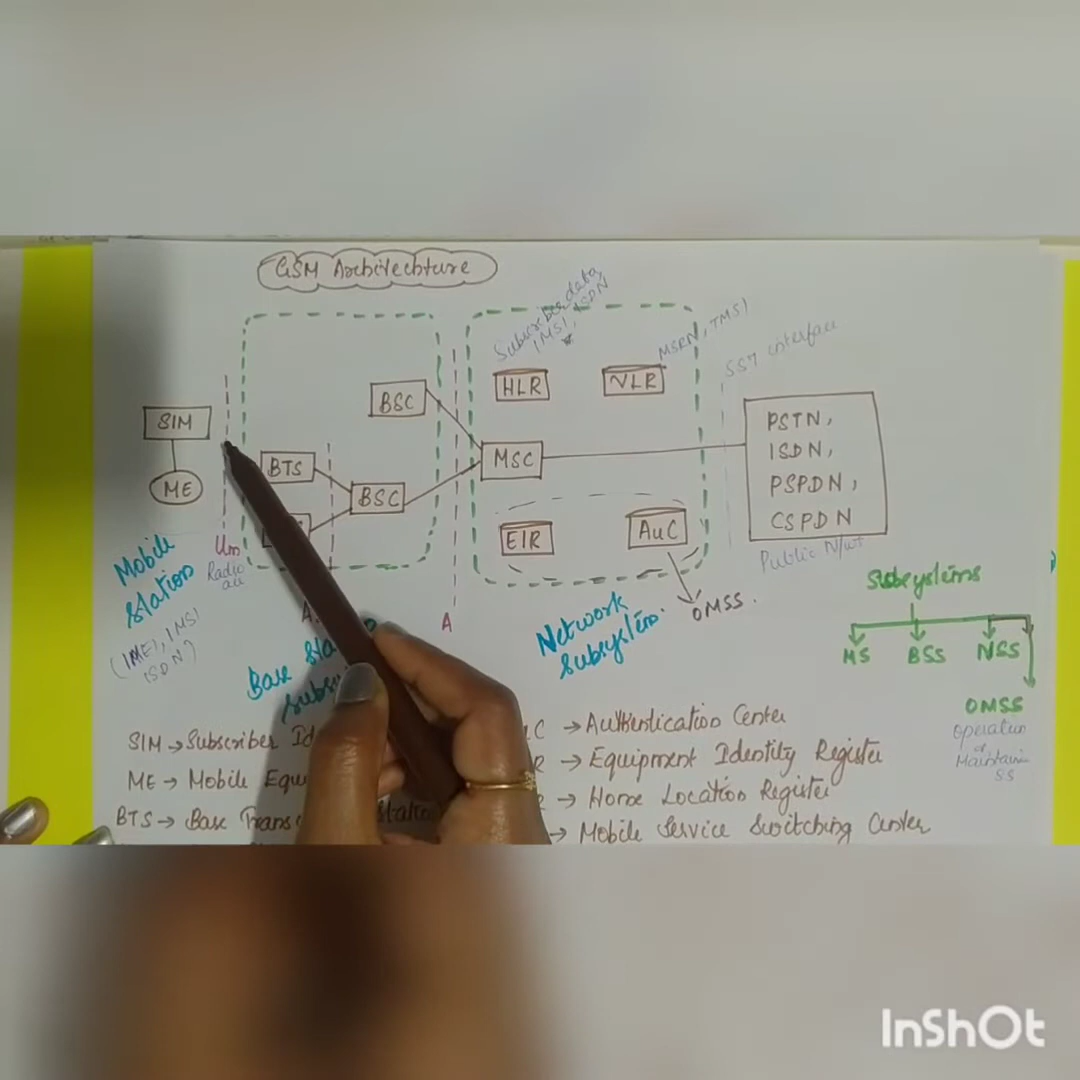 GSM Architechture
Subscriber data
IMSI, ISDN
MSRN, TMSI
SS7 interface
HLR
VLR
BSC
SIM
MSC
BTS
ME
BSC
EIR
AuC
PSTN,
ISDN,
PSPDN,
CSPDN
Public N/wt
Mobile
Station
(IMEI, IMSI
ISDN)
Um
Radio
A
Base
Network
Subsystem
OMSS.
Subsystems
MS BSS NSS
OMSS
Operation
&
SS
SIM → Subscriber
ME → Mobile
BTS → Base
→ Authentication Center
→ Equipment Identity Register
→ Home Location Register
→ Mobile Service Switching Center
InShOt